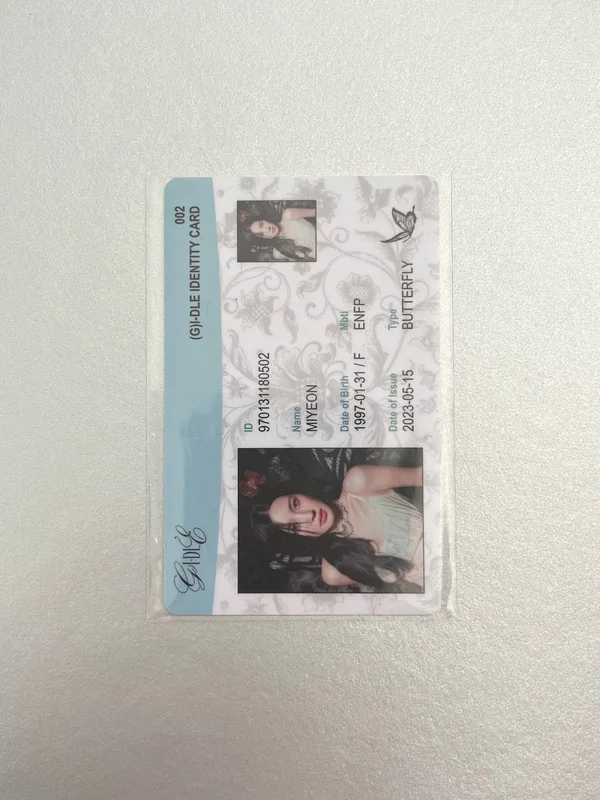 (G)I-DLE
002
(G)I-DLE IDENTITY CARD
ID
970131180502
Name
MIYEON
Date of Birth Mbti
1997-01-31 / F ENFP
Date of Issue Type
2023-05-15 BUTTERFLY